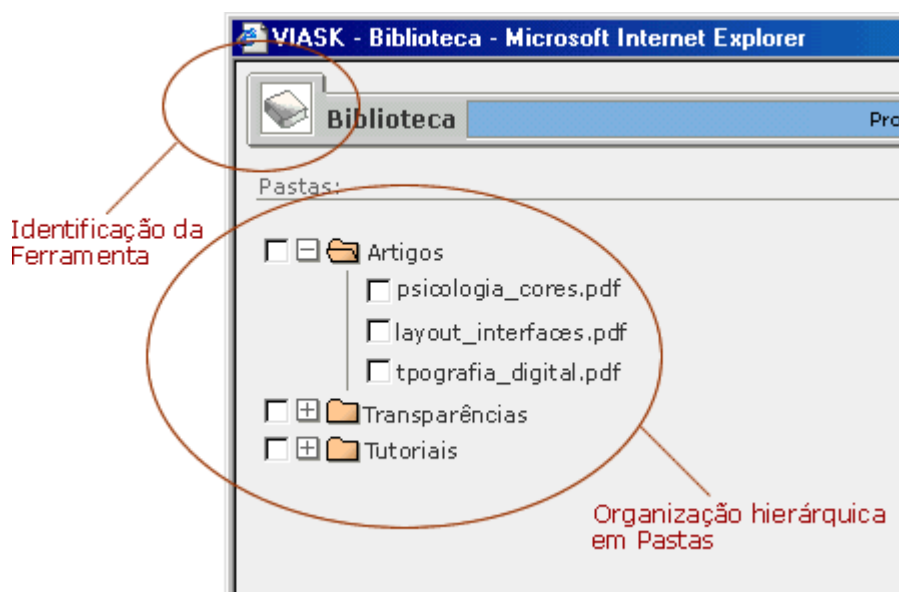 VIASK - Biblioteca - Microsoft Internet Explorer
Biblioteca
Pro
Pastas:
Identificação da
Ferramenta
Artigos
psicologia_cores.pdf
layout_interfaces.pdf
tpografia_digital.pdf
Transparências
Tutoriais
Organização hierárquica
em Pastas